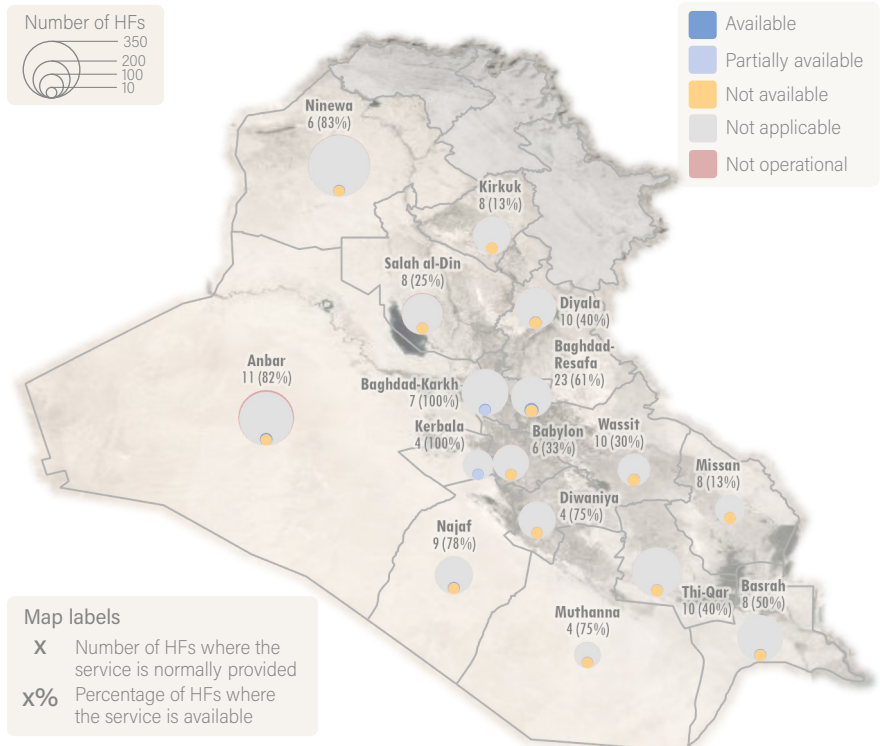 Number of HFs
350
200
100
10
Available
Partially available
Not available
Not applicable
Not operational
Ninewa
6 (83%)
Kirkuk
8 (13%)
Salah al-Din
8 (25%)
Diyala
10 (40%)
Baghdad-
Resafa
23 (61%)
Anbar
11 (82%)
Baghdad-Karkh
7 (100%)
Kerbala
4 (100%)
Babylon
6 (33%)
Wassit
10 (30%)
Missan
8 (13%)
Diwaniya
4 (75%)
Najaf
9 (78%)
Thi-Qar
10 (40%)
Basrah
8 (50%)
Muthanna
4 (75%)
Map labels
x Number of HFs where the
service is normally provided
x% Percentage of HFs where
the service is available